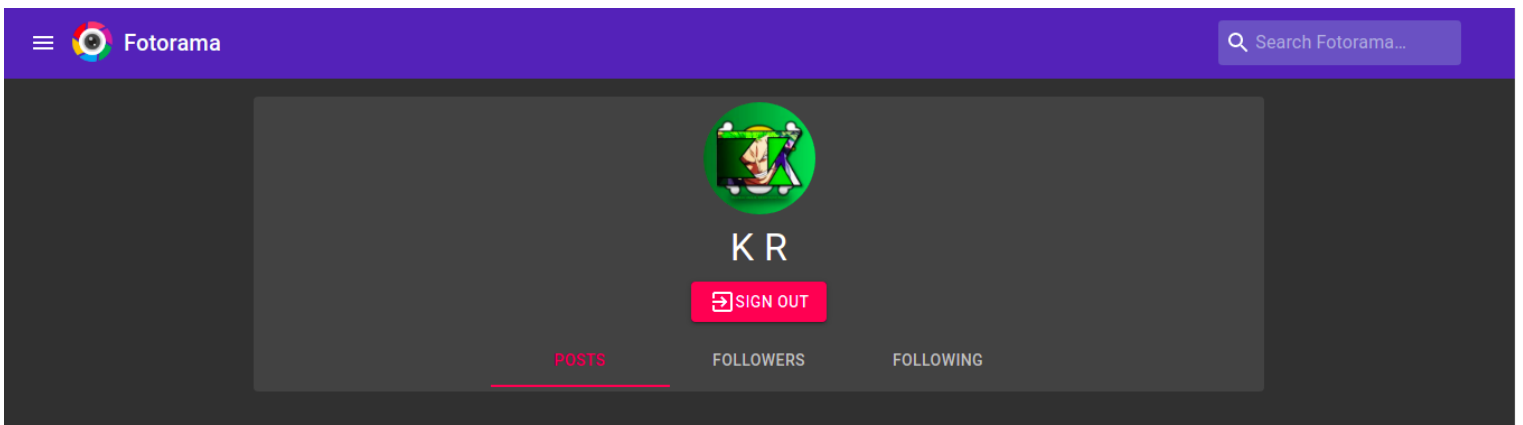 Fotorama
Search Fotorama...
K R
SIGN OUT
POSTS FOLLOWERS FOLLOWING